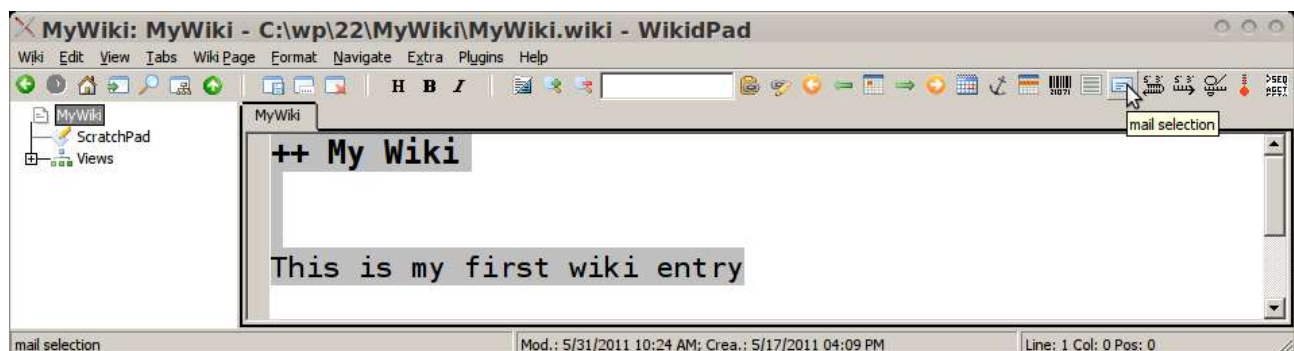 MyWiki: MyWiki - C:\wp\22\MyWiki\MyWiki.wiki - WikidPad
Wiki Edit View Tabs Wiki Page Format Navigate Extra Plugins Help
H B I
MyWiki
ScratchPad
Views
MyWiki
mail selection
++ My Wiki
This is my first wiki entry
mail selection
Mod.: 5/31/2011 10:24 AM; Crea.: 5/17/2011 04:09 PM
Line: 1 Col: 0 Pos: 0